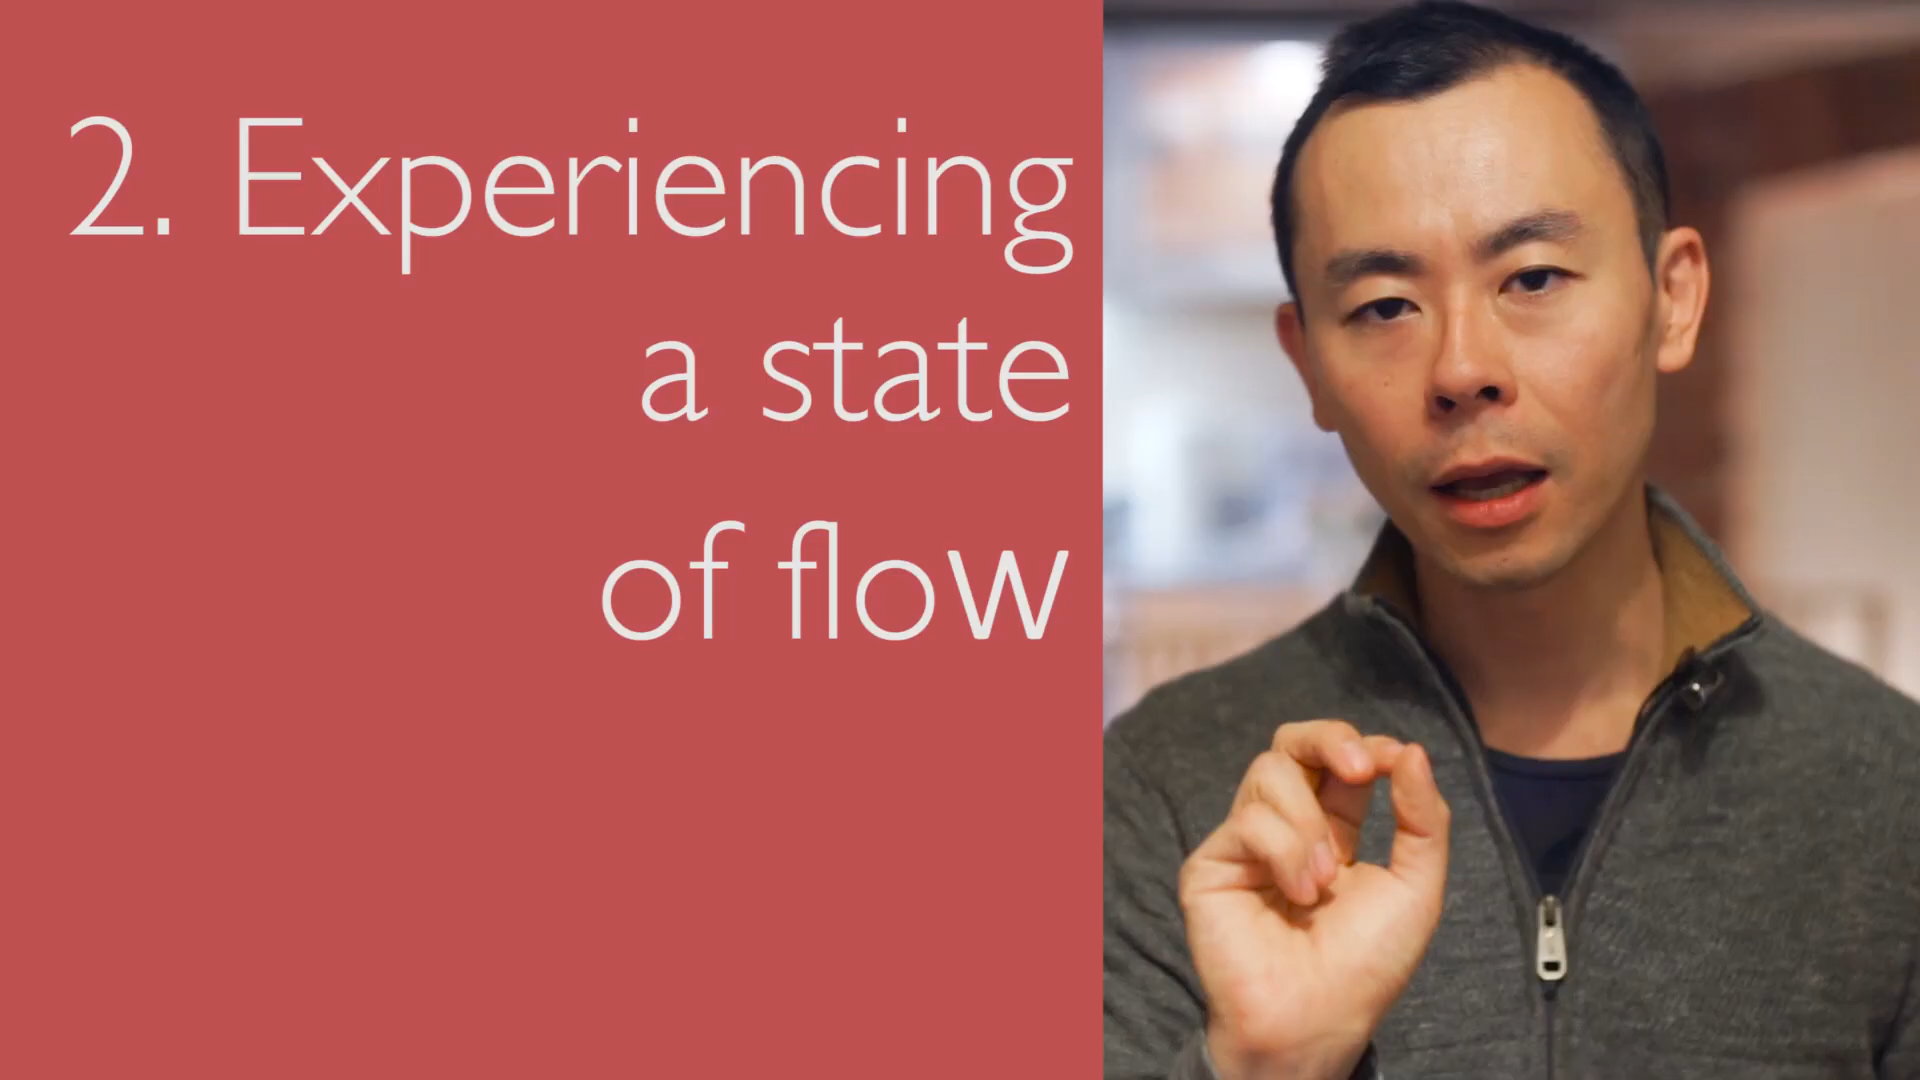 2. Experiencing
a state
of flow